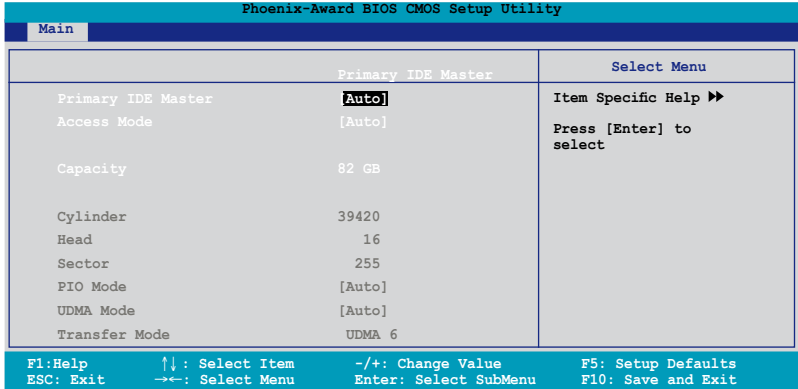 Phoenix-Award BIOS CMOS Setup Utility
Main
Primary IDE Master
Select Menu
Primary IDE Master [Auto]
Item Specific Help ▶▶
Access Mode [Auto]
Press [Enter] to
select
Capacity 82 GB
Cylinder 39420
Head 16
Sector 255
PIO Mode [Auto]
UDMA Mode [Auto]
Transfer Mode UDMA 6
F1:Help ↑↓: Select Item -/+: Change Value F5: Setup Defaults
ESC: Exit →←: Select Menu Enter: Select SubMenu F10: Save and Exit